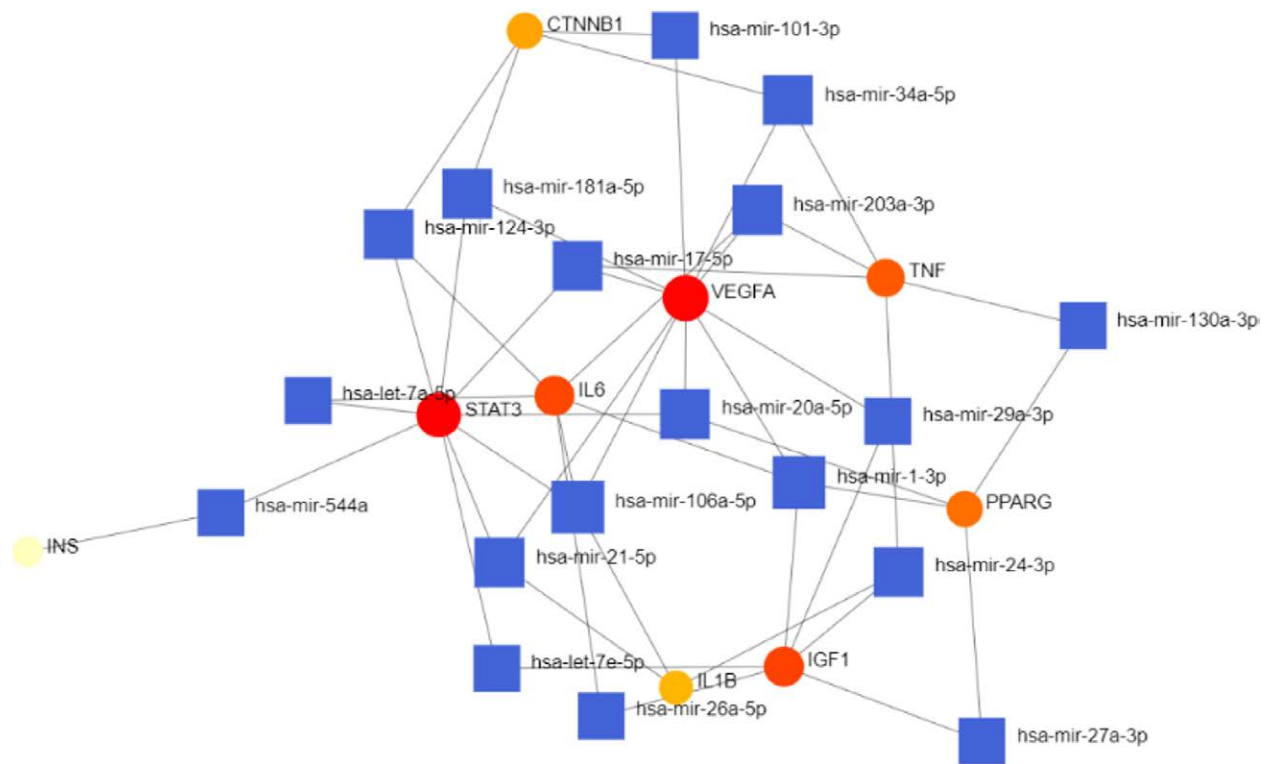 CTNNB1
hsa-mir-101-3p
hsa-mir-34a-5p
hsa-mir-181a-5p
hsa-mir-203a-3p
hsa-mir-124-3p
hsa-mir-17-5p
TNF
VEGFA
hsa-mir-130a-3p
hsa-let-7a-5p
IL6
STAT3
hsa-mir-20a-5p
hsa-mir-29a-3p
hsa-mir-1-3p
hsa-mir-544a
hsa-mir-106a-5p
PPARG
INS
hsa-mir-21-5p
hsa-mir-24-3p
hsa-let-7e-5p
IGF1
IL1B
hsa-mir-26a-5p
hsa-mir-27a-3p